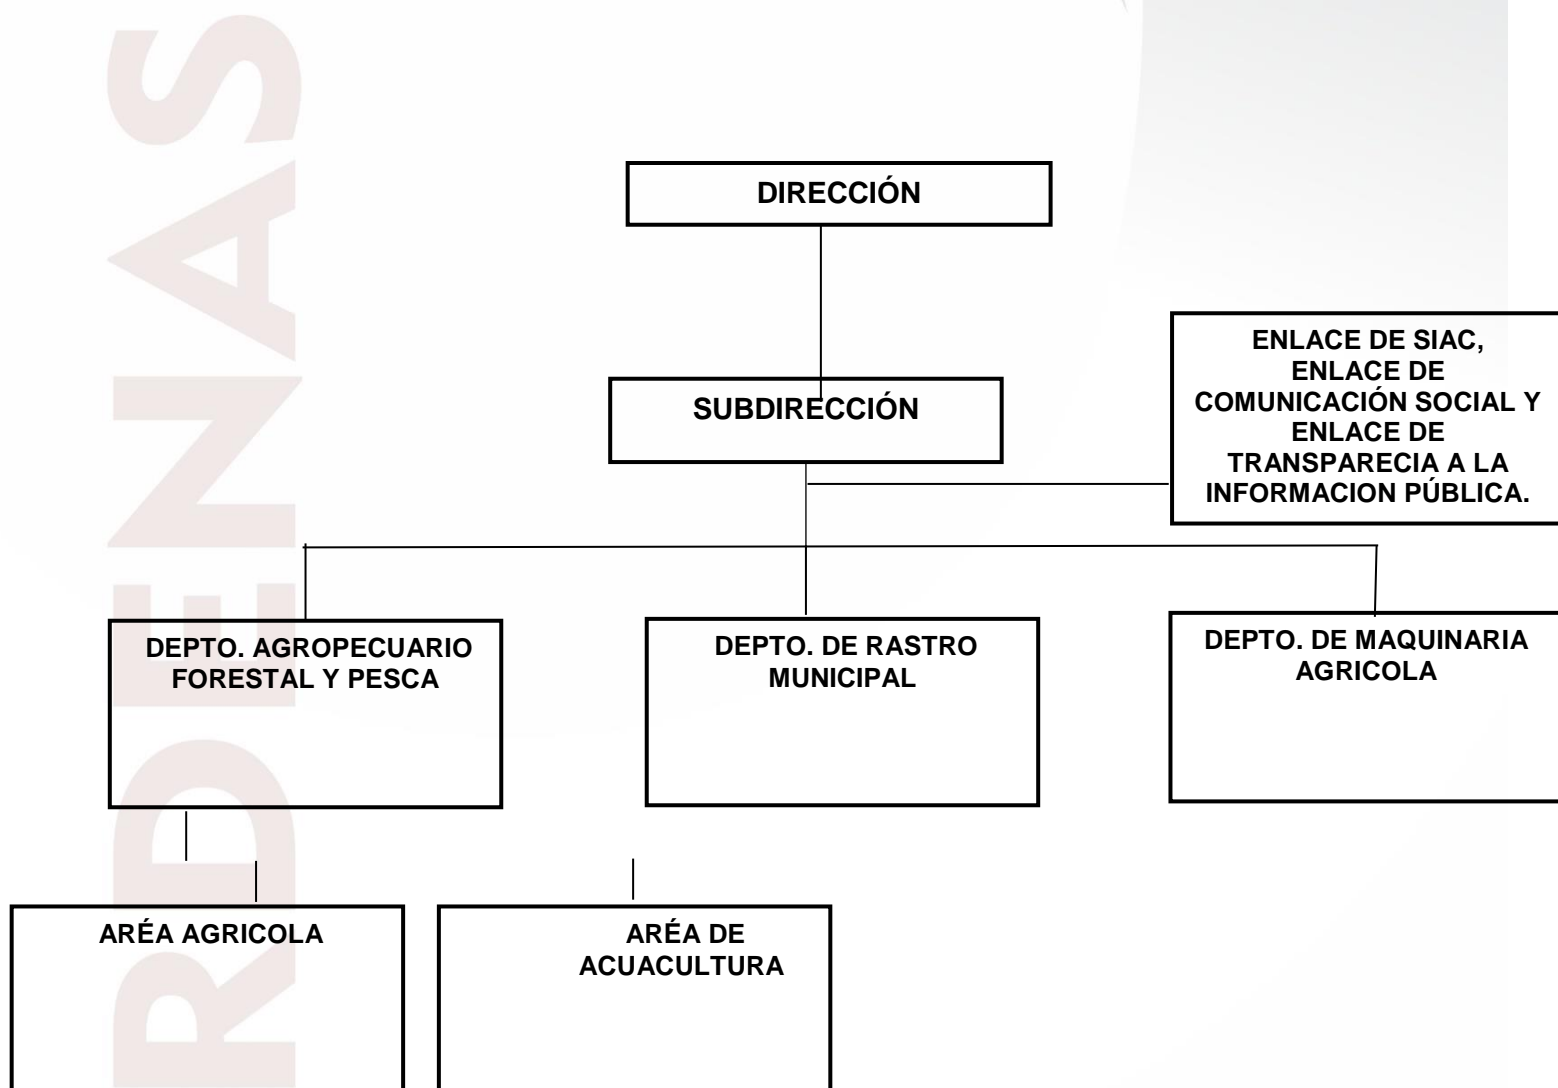 DIRECCIÓN
ENLACE DE SIAC,
ENLACE DE
COMUNICACIÓN SOCIAL Y
ENLACE DE
TRANSPARECIA A LA
INFORMACION PÚBLICA.
SUBDIRECCIÓN
DEPTO. AGROPECUARIO
FORESTAL Y PESCA
DEPTO. DE RASTRO
MUNICIPAL
DEPTO. DE MAQUINARIA
AGRICOLA
ARÉA AGRICOLA
ARÉA DE
ACUACULTURA
RDENAS